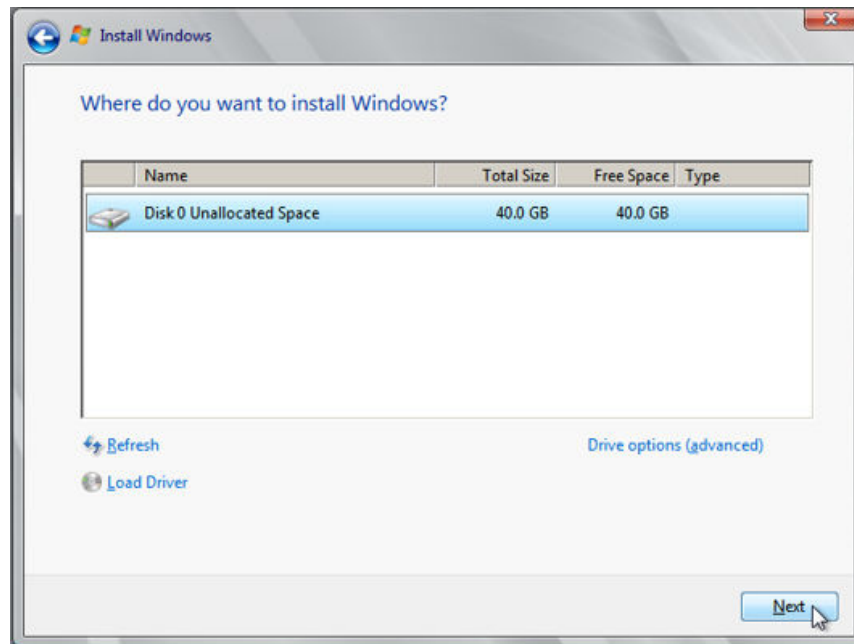 Install Windows
Where do you want to install Windows?
Name Total Size Free Space Type
Disk 0 Unallocated Space 40.0 GB 40.0 GB
Refresh Drive options (advanced)
Load Driver
Next